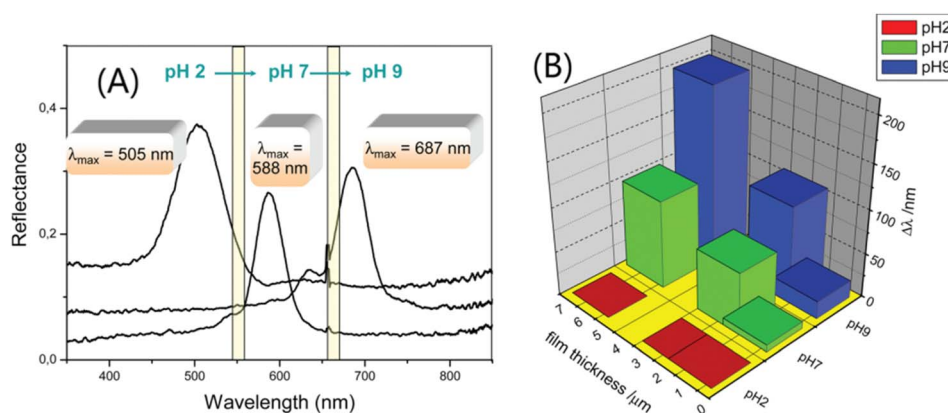 (A)
pH 2 → pH 7 → pH 9
λmax = 505 nm
λmax =
588 nm
λmax = 687 nm
Reflectance
0,4
0,2
0,0
400 500 600 700 800
Wavelength (nm)
(B)
pH2
pH7
pH9
200
150
100
50
0
Δλ /nm
7 6 5 4 3 2 1 0
film thickness /μm
pH2
pH7
pH9